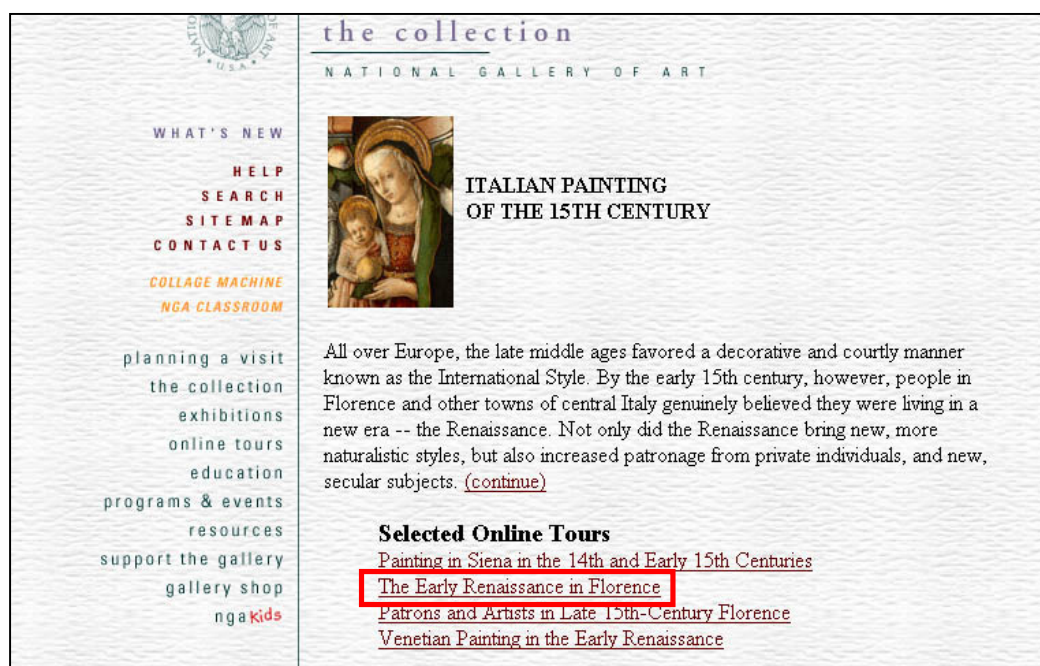 NATIO
OF ART
U.S.A.
the collection
NATIONAL GALLERY OF ART
WHAT'S NEW
HELP
SEARCH
SITEMAP
CONTACT US
COLLAGE MACHINE
NGA CLASSROOM
planning a visit
the collection
exhibitions
online tours
education
programs & events
resources
support the gallery
gallery shop
nga kids
ITALIAN PAINTING
OF THE 15TH CENTURY
All over Europe, the late middle ages favored a decorative and courtly manner
known as the International Style. By the early 15th century, however, people in
Florence and other towns of central Italy genuinely believed they were living in a
new era -- the Renaissance. Not only did the Renaissance bring new, more
naturalistic styles, but also increased patronage from private individuals, and new,
secular subjects. (continue)
Selected Online Tours
Painting in Siena in the 14th and Early 15th Centuries
The Early Renaissance in Florence
Patrons and Artists in Late 15th-Century Florence
Venetian Painting in the Early Renaissance